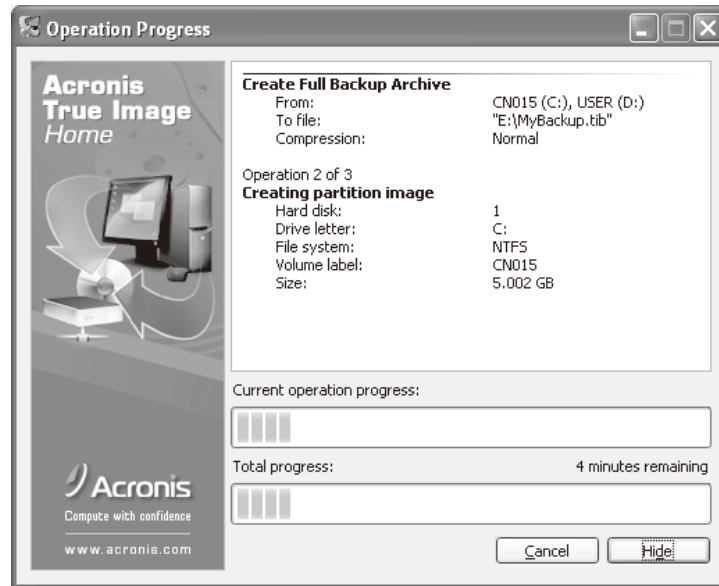 Operation Progress
Acronis
True Image
Home
Create Full Backup Archive
From: CN015 (C:), USER (D:)
To file: "E:\MyBackup.tib"
Compression: Normal
Operation 2 of 3
Creating partition image
Hard disk: 1
Drive letter: C:
File system: NTFS
Volume label: CN015
Size: 5.002 GB
Current operation progress:
Total progress: 4 minutes remaining
Acronis
Compute with confidence
www.acronis.com
Cancel Hide